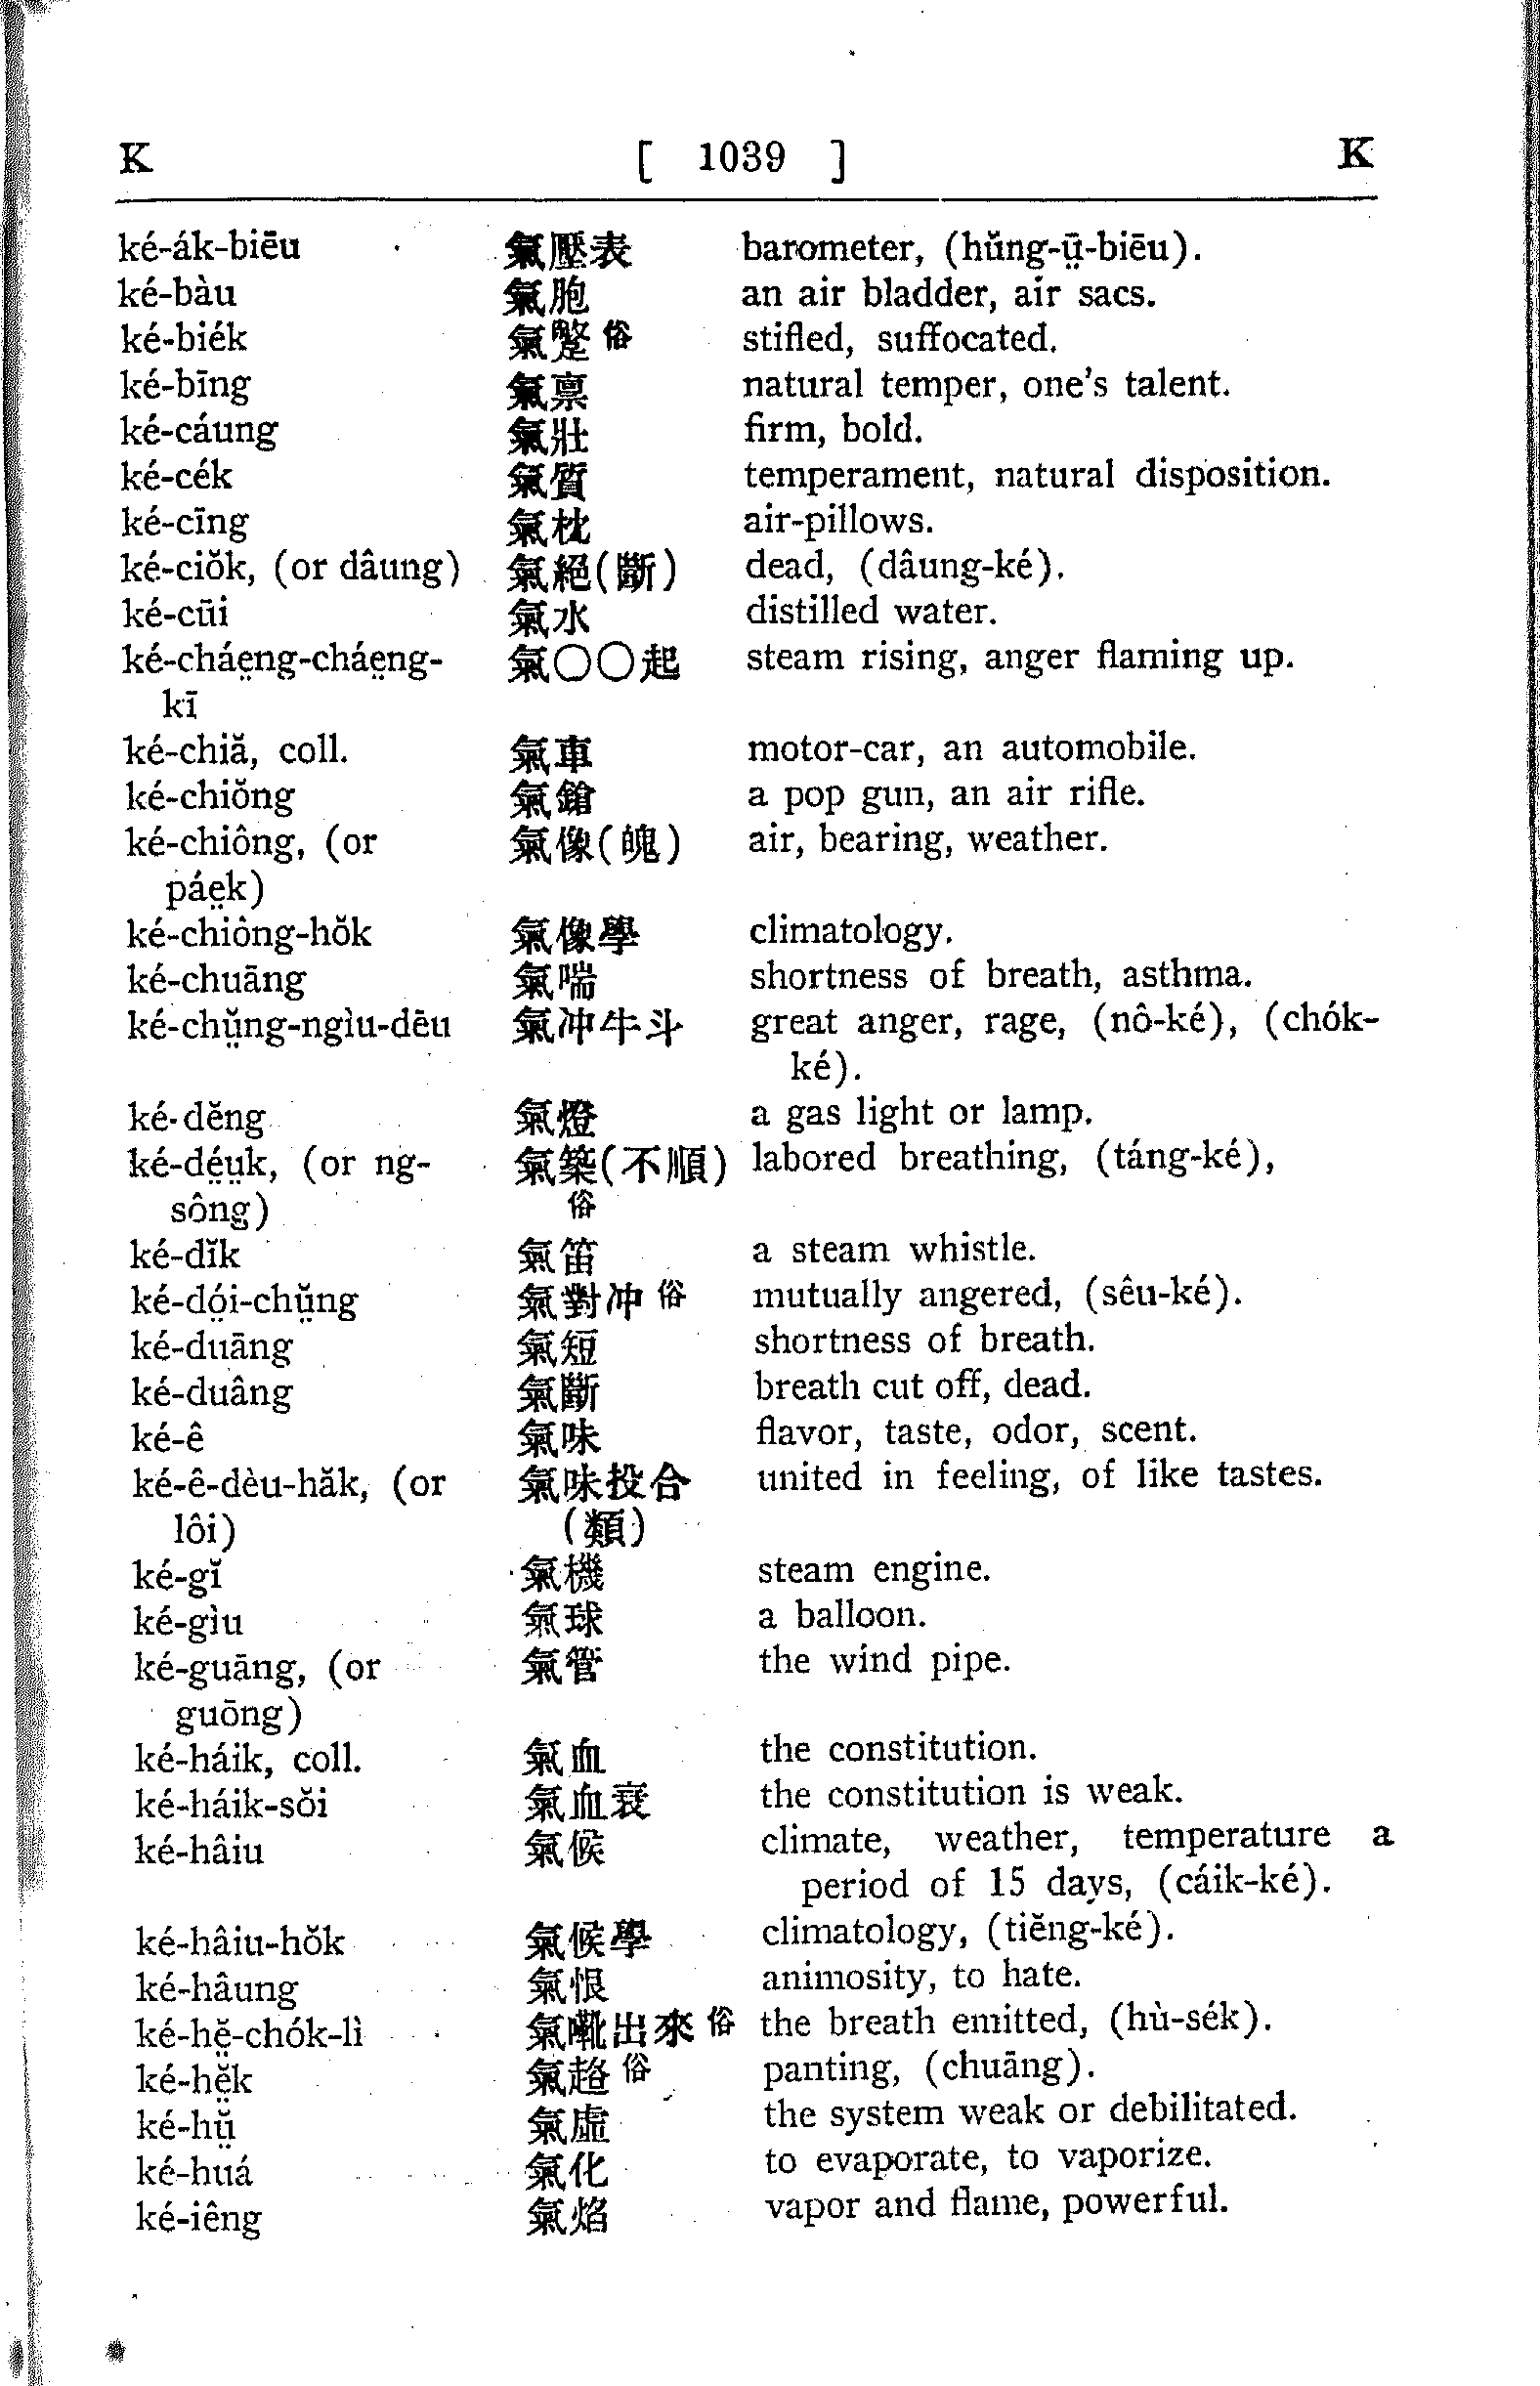 K [ 1039 ] K
ké-ák-biēu 氣壓表 barometer, (hŭng-ṳ̄-biēu).
ké-bàu 氣胞 an air bladder, air sacs.
ké-biék 氣蹩俗 stifled, suffocated.
ké-bīng 氣禀 natural temper, one's talent.
ké-cáung 氣壯 firm, bold.
ké-cék 氣質 temperament, natural disposition.
ké-cīng 氣枕 air-pillows.
ké-ciŏk, (or dâung) 氣絕(斷) dead, (dâung-ké).
ké-cūi 氣水 distilled water.
ké-cháe̤ng-cháe̤ng- 氣〇〇起 steam rising, anger flaming up.
kī
ké-chiă, coll. 氣車 motor-car, an automobile.
ké-chiŏng 氣鎗 a pop gun, an air rifle.
ké-chiông, (or 氣像(魄) air, bearing, weather.
páe̤k)
ké-chiông-hŏk 氣像學 climatology.
ké-chuāng 氣喘 shortness of breath, asthma.
ké-chṳ̆ng-ngìu-dēu 氣冲牛斗 great anger, rage, (nô-ké), (chók-
ké).
ké-dĕng 氣燈 a gas light or lamp.
ké-dé̤ṳk, (or ng- 氣築(不順) labored breathing, (táng-ké),
sông) 俗
ké-dĭk 氣笛 a steam whistle.
ké-dó̤i-chṳ̆ng 氣對冲俗 mutually angered, (sêu-ké).
ké-duāng 氣短 shortness of breath.
ké-duâng 氣斷 breath cut off, dead.
ké-ê 氣味 flavor, taste, odor, scent.
ké-ê-dèu-hăk, (or 氣味投合 united in feeling, of like tastes.
lôi) (類)
ké-gĭ 氣機 steam engine.
ké-gìu 氣球 a balloon.
ké-guāng, (or 氣管 the wind pipe.
guōng)
ké-háik, coll. 氣血 the constitution.
ké-háik-sŏi 氣血衰 the constitution is weak.
ké-hâiu 氣候 climate, weather, temperature a
period of 15 days, (cáik-ké).
ké-hâiu-hŏk 氣候學 climatology, (tiĕng-ké).
ké-hâung 氣恨 animosity, to hate.
ké-hĕ̤-chók-lì 氣出來俗 the breath emitted, (hù-sék).
ké-hĕ̤k 氣俗 panting, (chuāng).
ké-hṳ̆ 氣虛 the system weak or debilitated.
ké-huá 氣化 to evaporate, to vaporize.
ké-iêng 氣焰 vapor and flame, powerful.